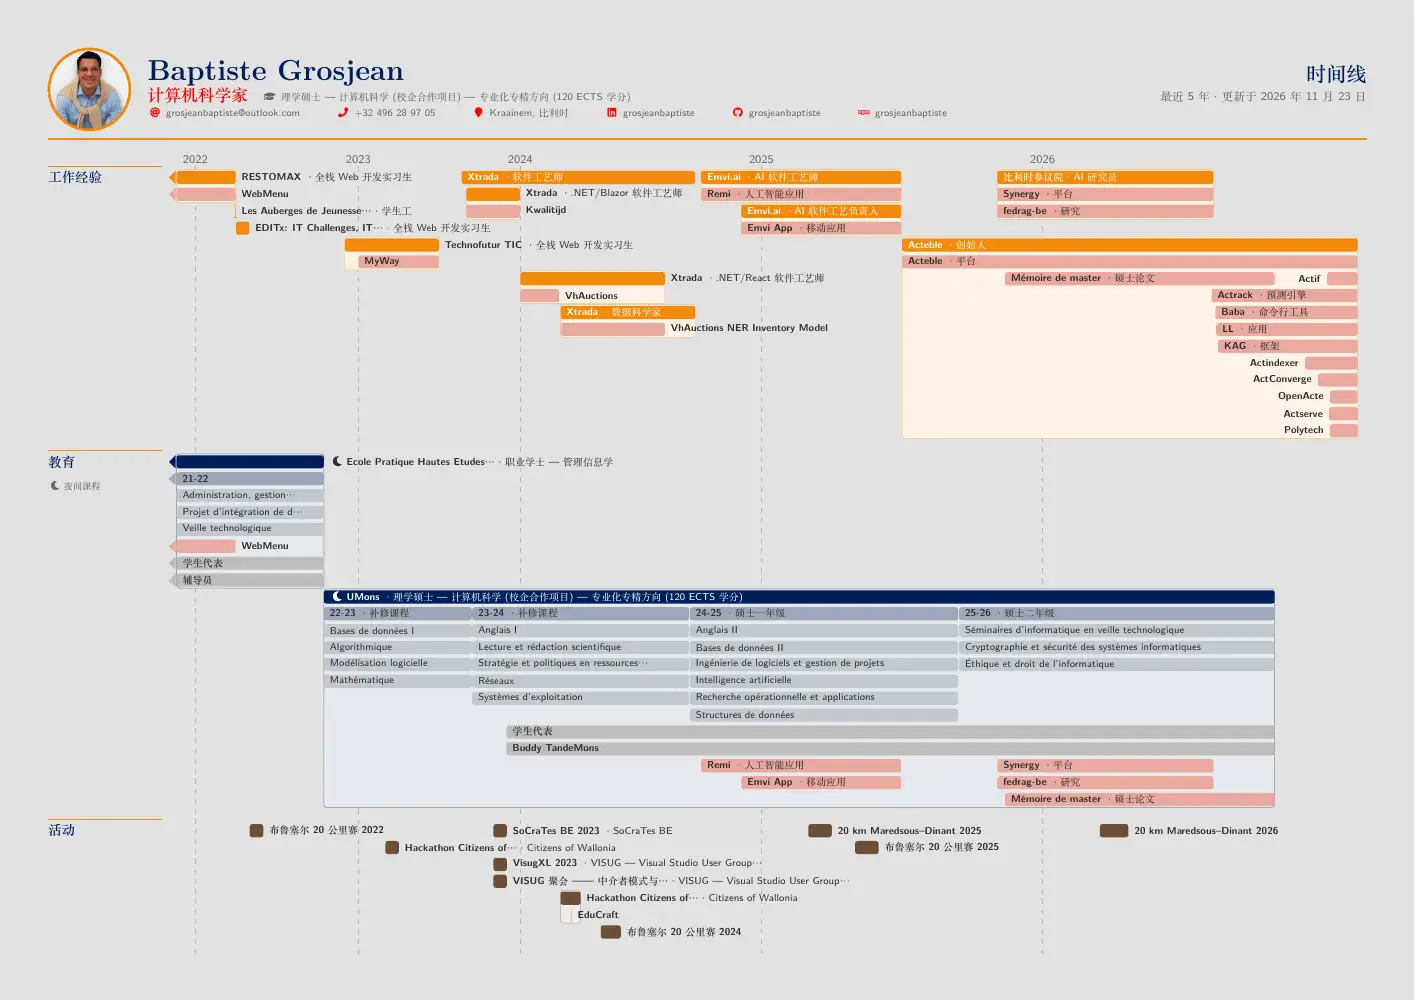 Baptiste Grosjean
时间线
计算机科学家 理学硕士 — 计算机科学 (校企合作项目) — 专业化专精方向 (120 ECTS 学分)
最近 5 年 · 更新于 2026 年 11 月 23 日
grosjeanbaptiste@outlook.com +32 496 28 97 05 Kraainem, 比利时 grosjeanbaptiste grosjeanbaptiste grosjeanbaptiste
2022 2023 2024 2025 2026
工作经验
RESTOMAX · 全栈 Web 开发实习生
Xtrada · 软件工艺师
Emvi.ai · AI 软件工艺师
比利时参议院 · AI 研究员
WebMenu
Xtrada · .NET/Blazor 软件工艺师
Remi · 人工智能应用
Synergy · 平台
Les Auberges de Jeunesse⋯ · 学生工
Kwalitijd
Emvi.ai · AI 软件工艺负责人
fedrag-be · 研究
EDITx: IT Challenges, IT⋯ · 全栈 Web 开发实习生
Emvi App · 移动应用
Technofutur TIC · 全栈 Web 开发实习生
Acteble · 创始人
MyWay
Acteble · 平台
Xtrada · .NET/React 软件工艺师
Mémoire de master · 硕士论文
Actif
VhAuctions
Actrack · 预测引擎
Xtrada 数据科学家
Baba · 命令行工具
VhAuctions NER Inventory Model
LL · 应用
KAG · 框架
Actindexer
ActConverge
OpenActe
Actserve
Polytech
教育
Ecole Pratique Hautes Etudes⋯ · 职业学士 — 管理信息学
夜间课程
21-22
Administration, gestion⋯
Projet d'intégration de d⋯
Veille technologique
WebMenu
学生代表
辅导员
UMons · 理学硕士 — 计算机科学 (校企合作项目) — 专业化专精方向 (120 ECTS 学分)
22-23 · 补修课程 23-24 · 补修课程 24-25 · 硕士一年级 25-26 · 硕士二年级
Bases de données I Anglais I Anglais II Séminaires d'informatique en veille technologique
Algorithmique Lecture et rédaction scientifique Bases de données II Cryptographie et sécurité des systèmes informatiques
Modélisation logicielle Stratégie et politiques en ressources⋯ Ingénierie de logiciels et gestion de projets Éthique et droit de l'informatique
Mathématique Réseaux Intelligence artificielle
Systèmes d'exploitation Recherche opérationnelle et applications
Structures de données
学生代表
Buddy TandeMons
Remi · 人工智能应用 Synergy · 平台
Emvi App · 移动应用 fedrag-be · 研究
Mémoire de master · 硕士论文
活动
布鲁塞尔 20 公里赛 2022 SoCraTes BE 2023 · SoCraTes BE 20 km Maredsous–Dinant 2025 20 km Maredsous–Dinant 2026
Hackathon Citizens of⋯ · Citizens of Wallonia 布鲁塞尔 20 公里赛 2025
VisugXL 2023 · VISUG — Visual Studio User Group⋯
VISUG 聚会 —— 中介者模式与⋯ · VISUG — Visual Studio User Group⋯
Hackathon Citizens of⋯ · Citizens of Wallonia
EduCraft
布鲁塞尔 20 公里赛 2024